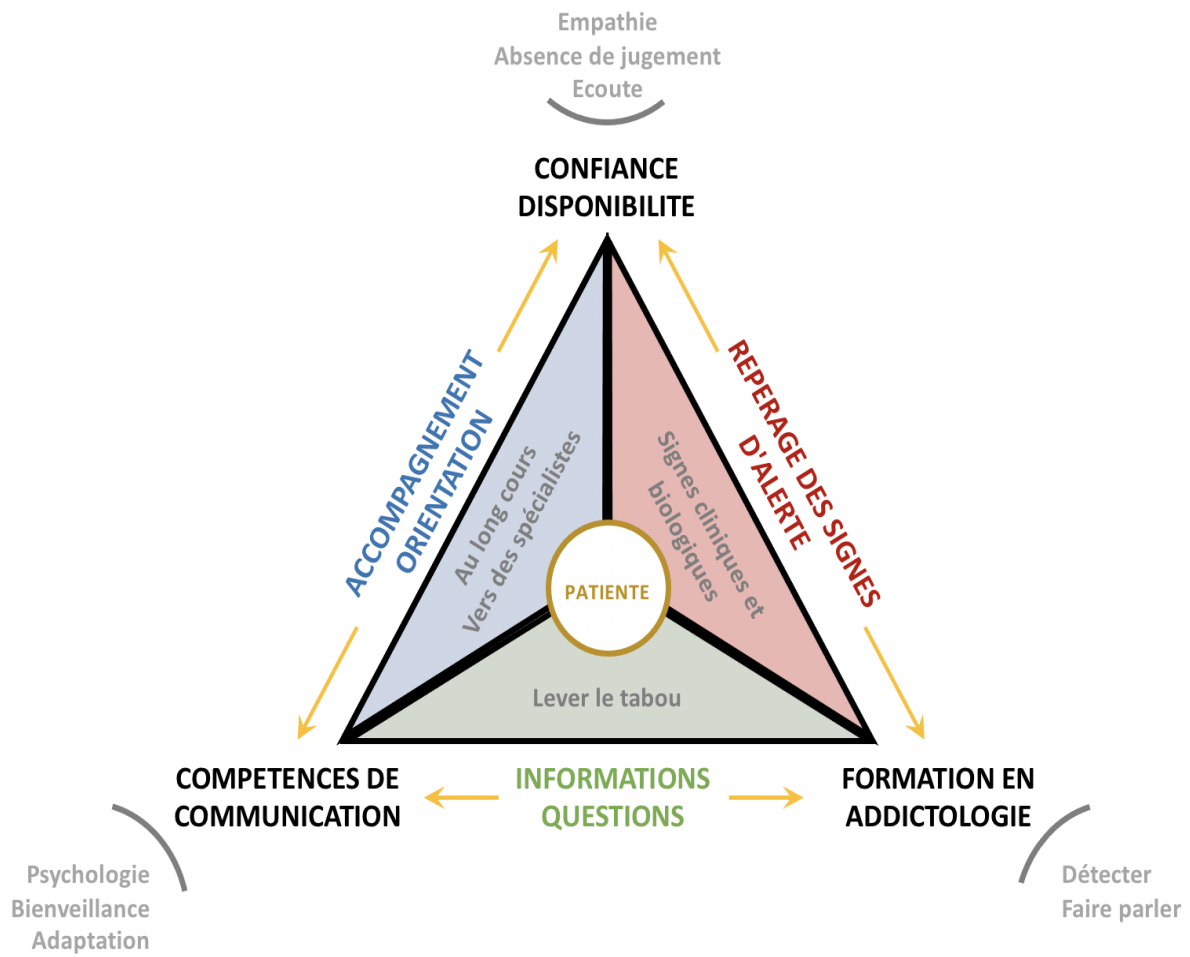 Empathie
Absence de jugement
Ecoute
CONFIANCE
DISPONIBILITE
ACCOMPAGNEMENT
ORIENTATION
Au long cours
Vers des spécialistes
REPERAGE DES SIGNES
D'ALERTE
Signes cliniques et
biologiques
PATIENTE
Lever le tabou
COMPETENCES DE
COMMUNICATION
INFORMATIONS
QUESTIONS
FORMATION EN
ADDICTOLOGIE
Psychologie
Bienveillance
Adaptation
Détecter
Faire parler